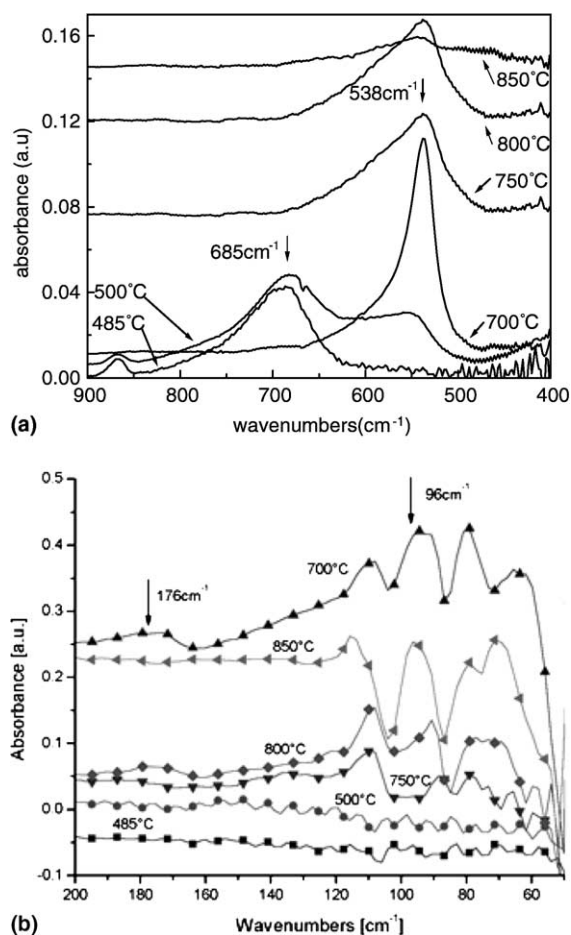 0.16
0.12
0.08
0.04
0.00
absorbance (a.u)
850°C
538cm-1
800°C
750°C
685cm-1
500°C
485°C
700°C
900 800 700 600 500 400
wavenumbers(cm-1)
(a)
0.5
0.4
0.3
0.2
0.1
0.0
-0.1
Absorbance [a.u.]
96cm-1
700°C
176cm-1
850°C
800°C
750°C
500°C
485°C
200 180 160 140 120 100 80 60
Wavenumbers [cm-1]
(b)